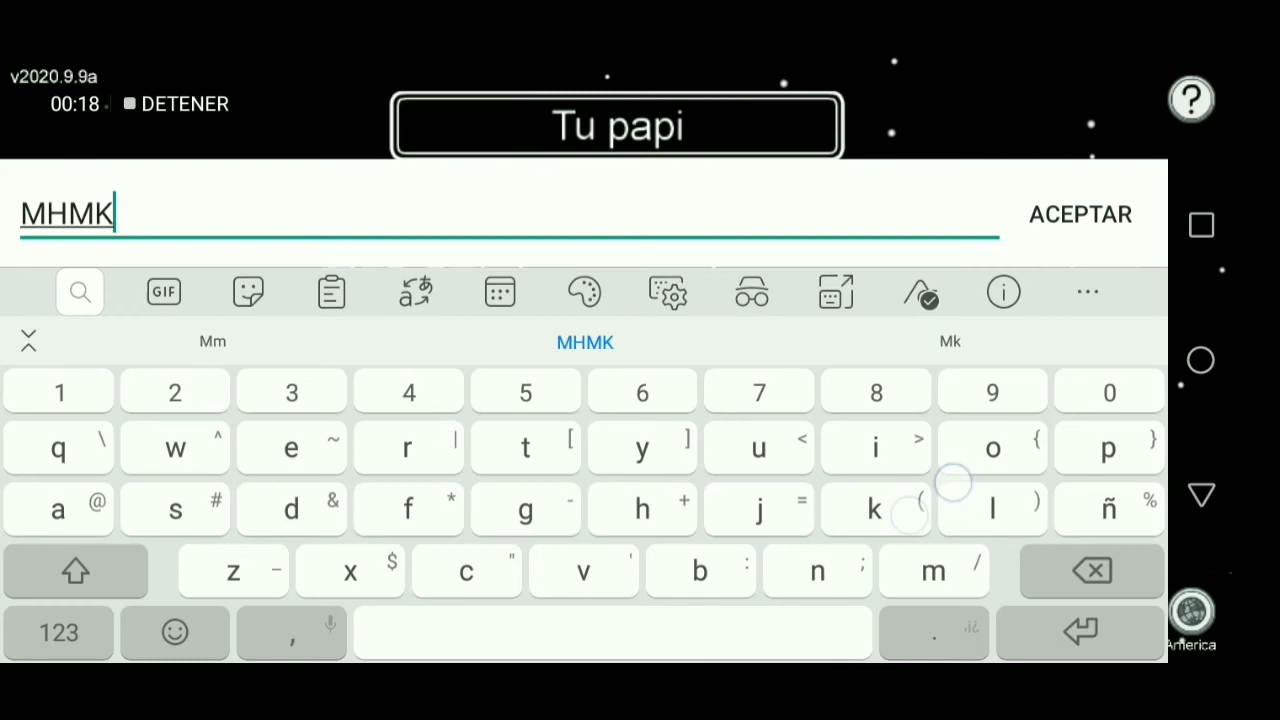 v2020.9.9a
00:18 DETENER
Tu papi
MHMK
ACEPTAR
GIF
Mm MHMK Mk
1 2 3 4 5 6 7 8 9 0
q \ w ^ e ~ r | t [ y ] u < i > o { p }
a @ s # d & f * g - h + j = k ( l ) ñ %
z _ x $ c " v ' b : n ; m /
123 , . ,¡¿
America